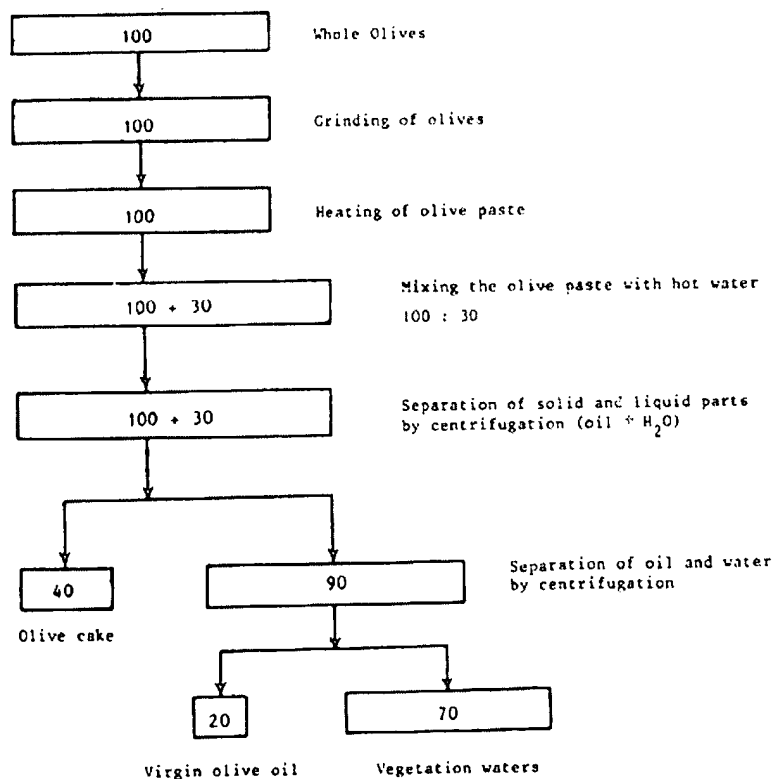 100 Whole Olives
100 Grinding of olives
100 Heating of olive paste
100 + 30 Mixing the olive paste with hot water
100 : 30
100 + 30 Separation of solid and liquid parts
by centrifugation (oil + H₂O)
40 90 Separation of oil and water
by centrifugation
Olive cake
20 70
Virgin olive oil Vegetation waters